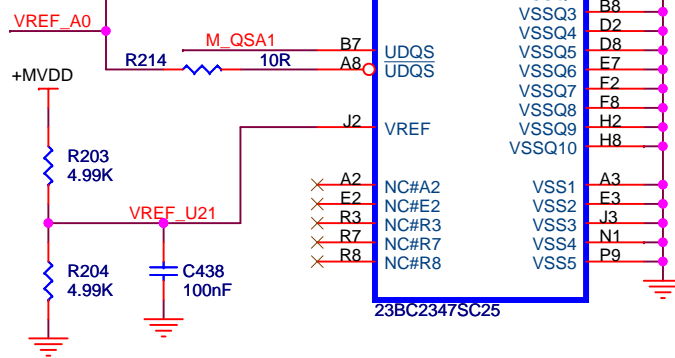 VSSQ3 B8
VREF_A0
VSSQ4 D2
M_QSA1 B7 UDQS VSSQ5 D8
R214 10R A8 UDQS VSSQ6 E7
+MVDD
VSSQ7 F2
VSSQ8 F8
J2 VREF VSSQ9 H2
VSSQ10 H8
R203
4.99K
A2 NC#A2 VSS1 A3
E2 NC#E2 VSS2 E3
VREF_U21 R3 NC#R3 VSS3 J3
R7 NC#R7 VSS4 N1
R8 NC#R8 VSS5 P9
R204
4.99K
C438
100nF
23BC2347SC25